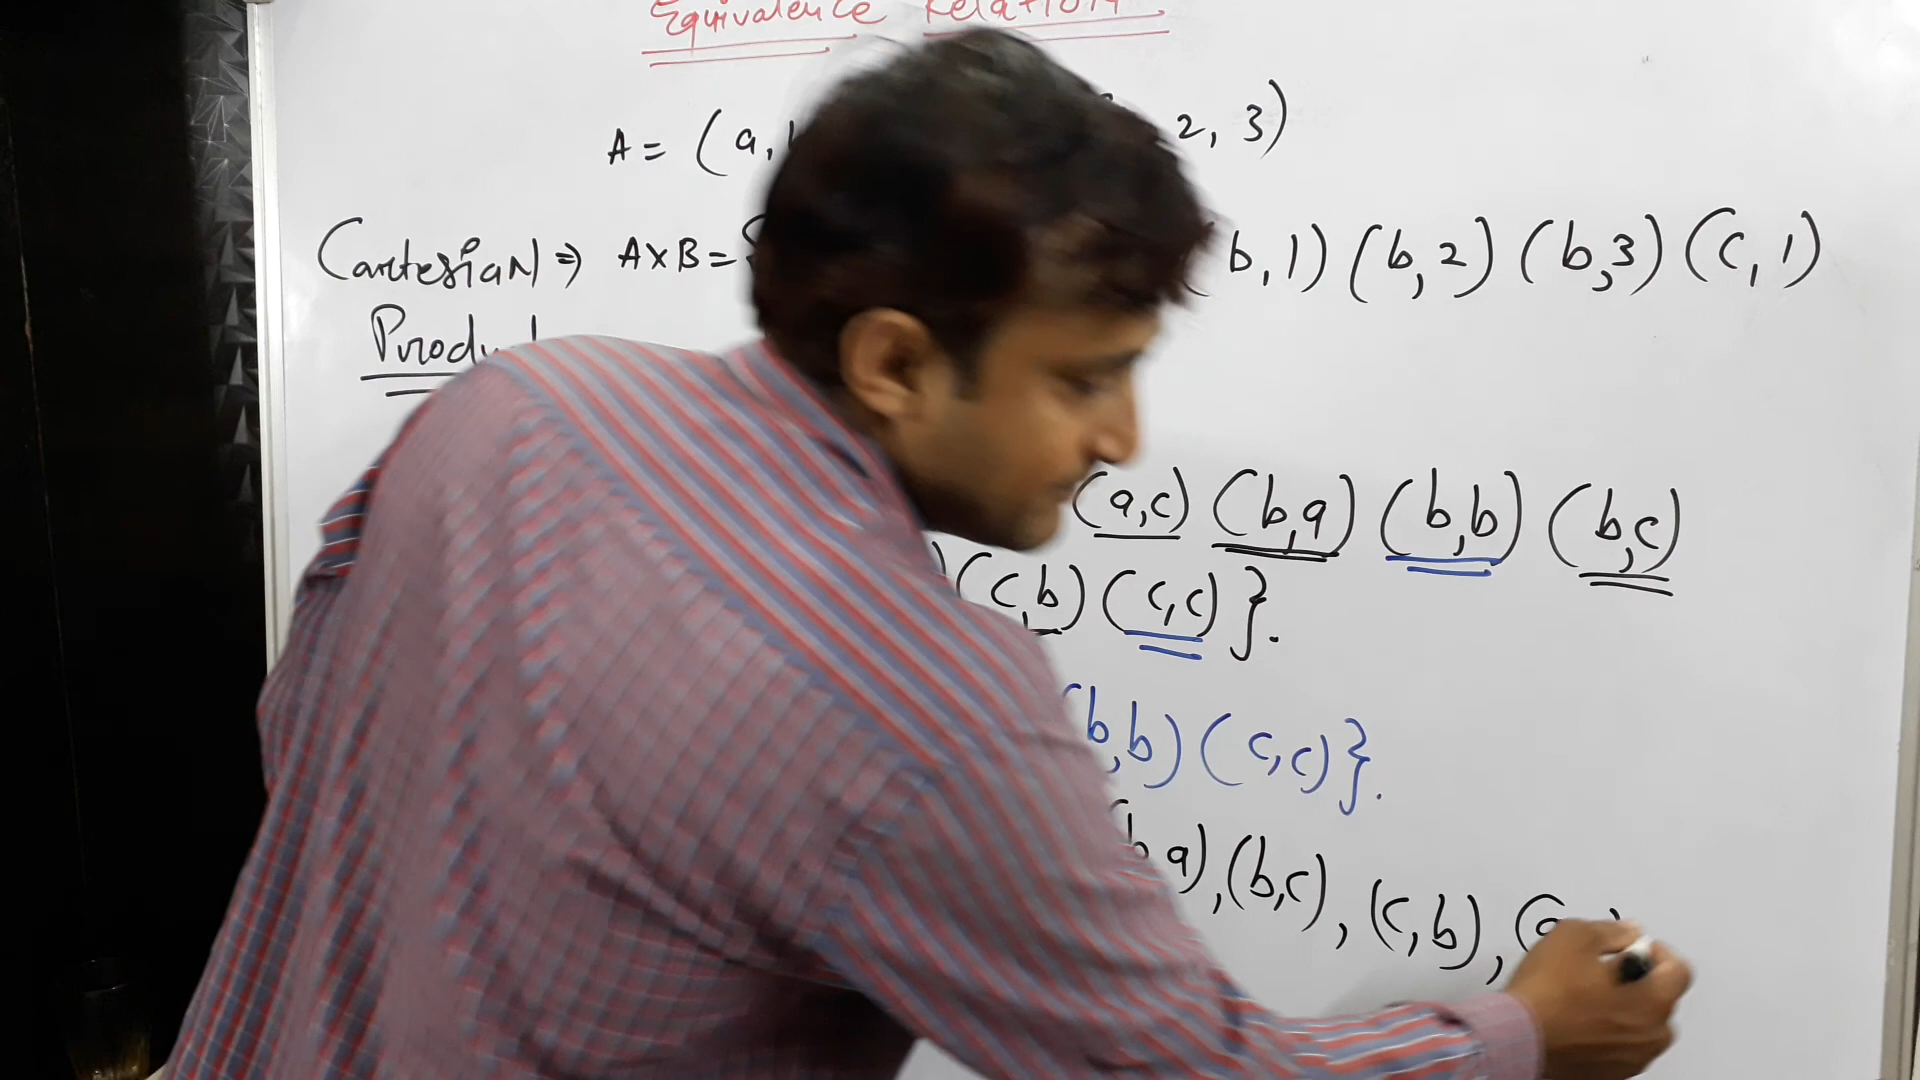 Equivalence Relation.
A = (a, 2, 3)
Cartesian ⇒ A×B = { b,1) (b,2) (b,3) (c,1)
Product
(a,c) (b,a) (b,b) (b,c)
) (c,b) (c,c) }.
b,b) (c,c) }.
b a), (b,c), (c,b), (a